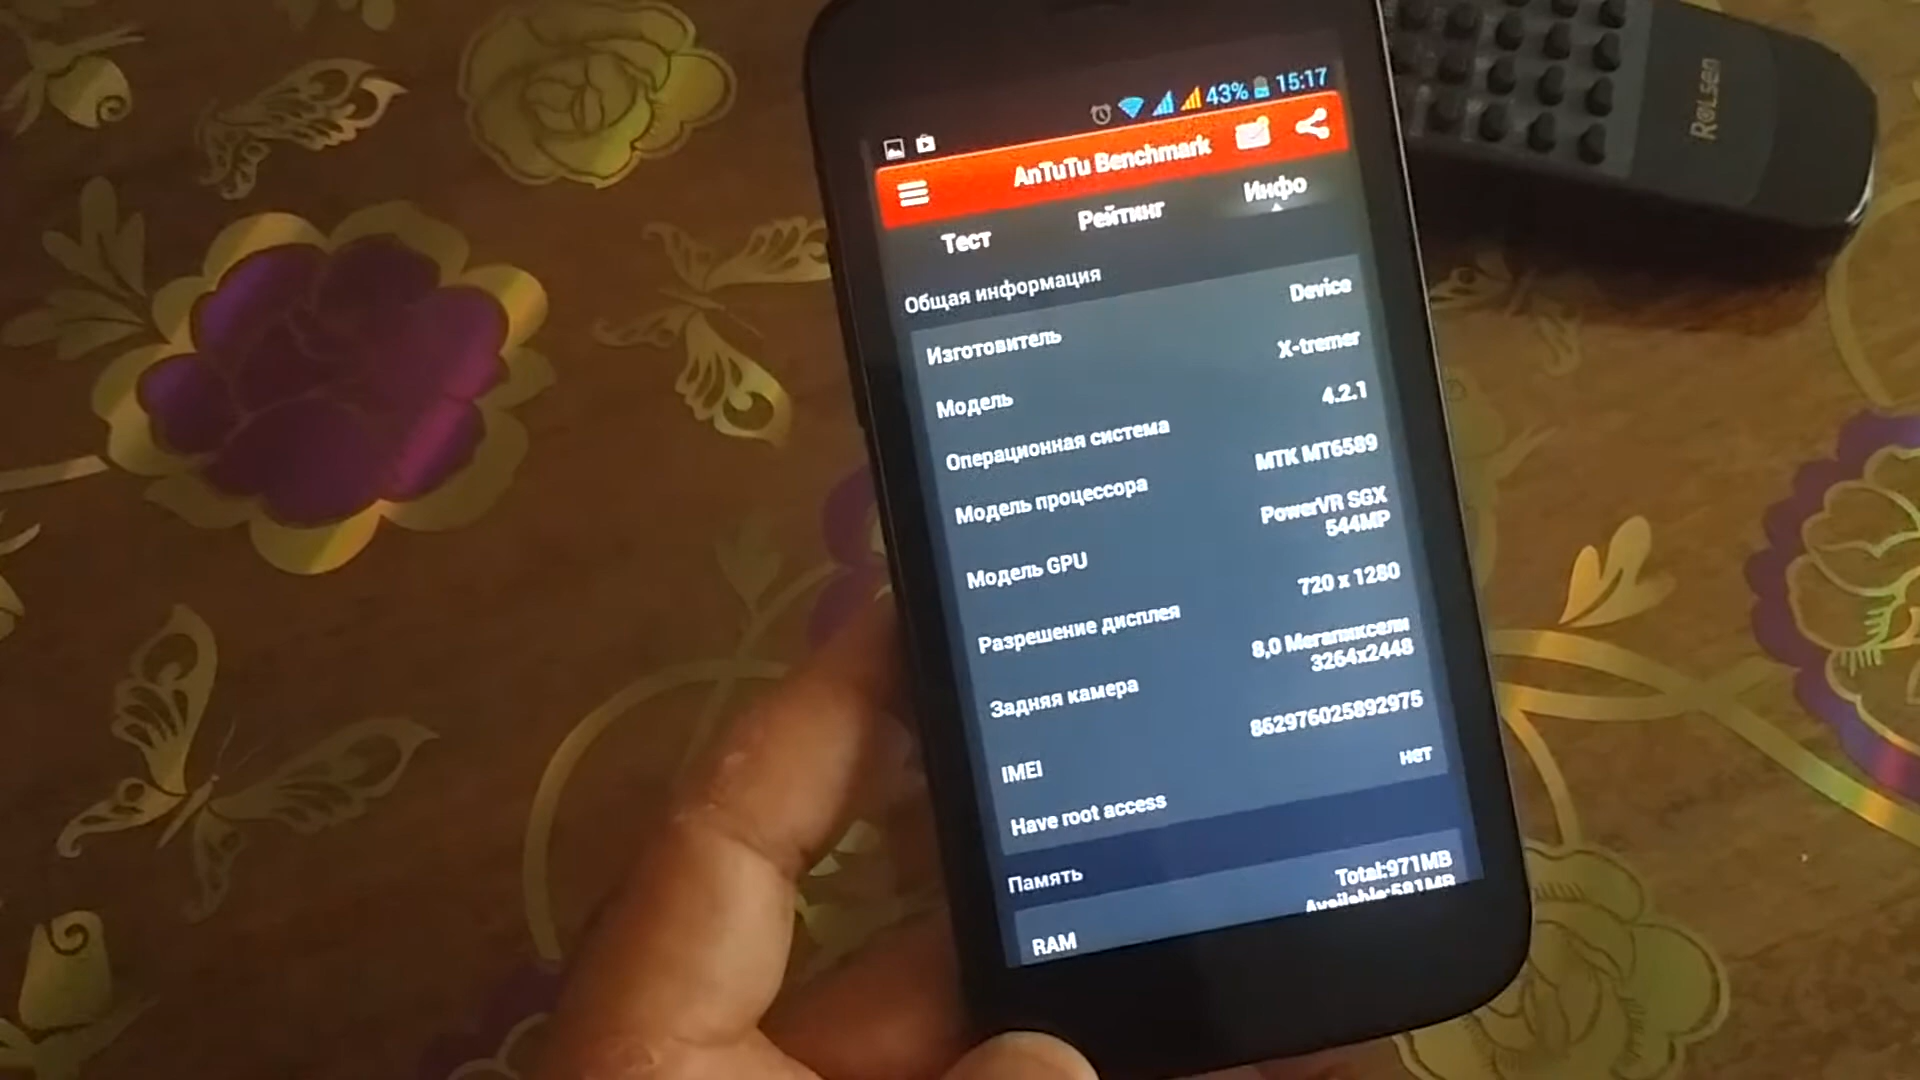 43% 15:17
AnTuTu Benchmark
Тест Рейтинг Инфо
Общая информация
Изготовитель Device
Модель X-tremer
Операционная система 4.2.1
Модель процессора МТК МТ6589
Модель GPU PowerVR SGX
544MP
Разрешение дисплея 720 x 1280
Задняя камера 8,0 Мегапиксели
3264x2448
IMEI 862976025892975
Have root access нет
Память
RAM Total:971MB
Available:581MB
Rolsen